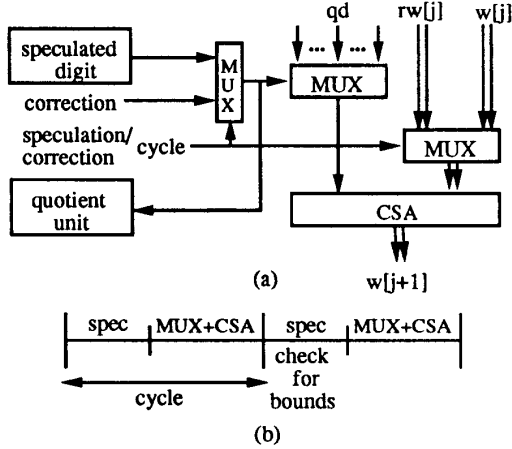 qd
rw[j]
w[j]
speculated
digit
MUX
... ...
MUX
correction
speculation/
correction
cycle
MUX
quotient
unit
CSA
(a)
w[j+1]
spec
MUX+CSA
spec
MUX+CSA
check
for
bounds
cycle
(b)